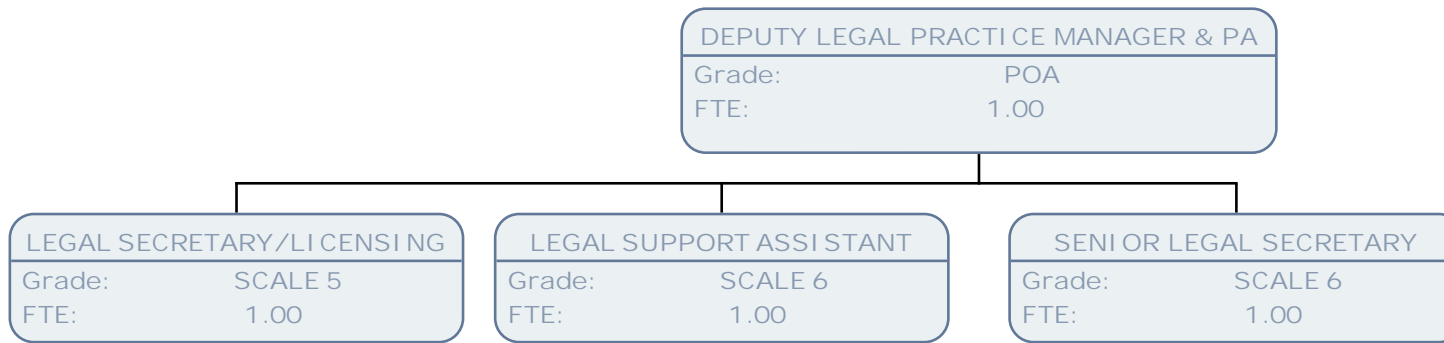 DEPUTY LEGAL PRACTICE MANAGER & PA
Grade: POA
FTE: 1.00
LEGAL SECRETARY/LICENSING
Grade: SCALE 5
FTE: 1.00
LEGAL SUPPORT ASSISTANT
Grade: SCALE 6
FTE: 1.00
SENIOR LEGAL SECRETARY
Grade: SCALE 6
FTE: 1.00